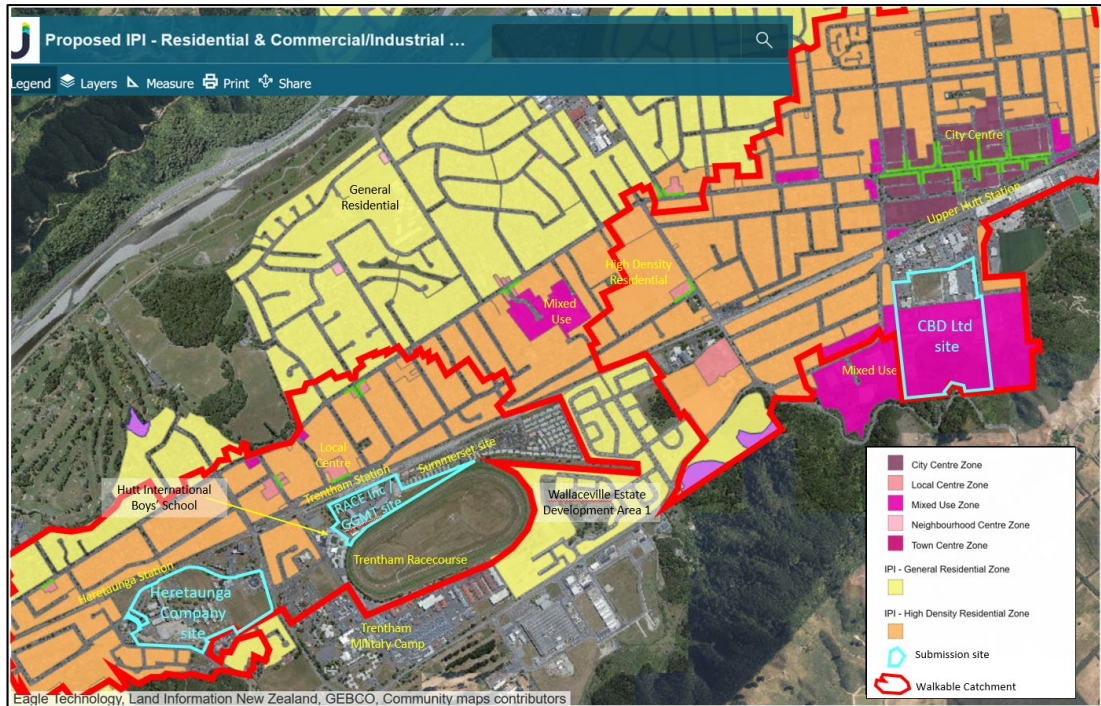 Proposed IPI - Residential & Commercial/Industrial ...
Legend Layers Measure Print Share
City Centre
General
Residential
Upper Hutt Station
High Density
Residential
Mixed
Use
CBD Ltd
site
Mixed Use
Local
Centre
Summerset site
Trentham Station
Hutt International
Boys' School
RACE Inc /
GGMT site
Wallaceville Estate
Development Area 1
Trentham Racecourse
Heretaunga Station
Heretaunga
Company
site
Trentham
Military Camp
City Centre Zone
Local Centre Zone
Mixed Use Zone
Neighbourhood Centre Zone
Town Centre Zone
IPI - General Residential Zone
IPI - High Density Residential Zone
Submission site
Walkable Catchment
Eagle Technology, Land Information New Zealand, GEBCO, Community maps contributors